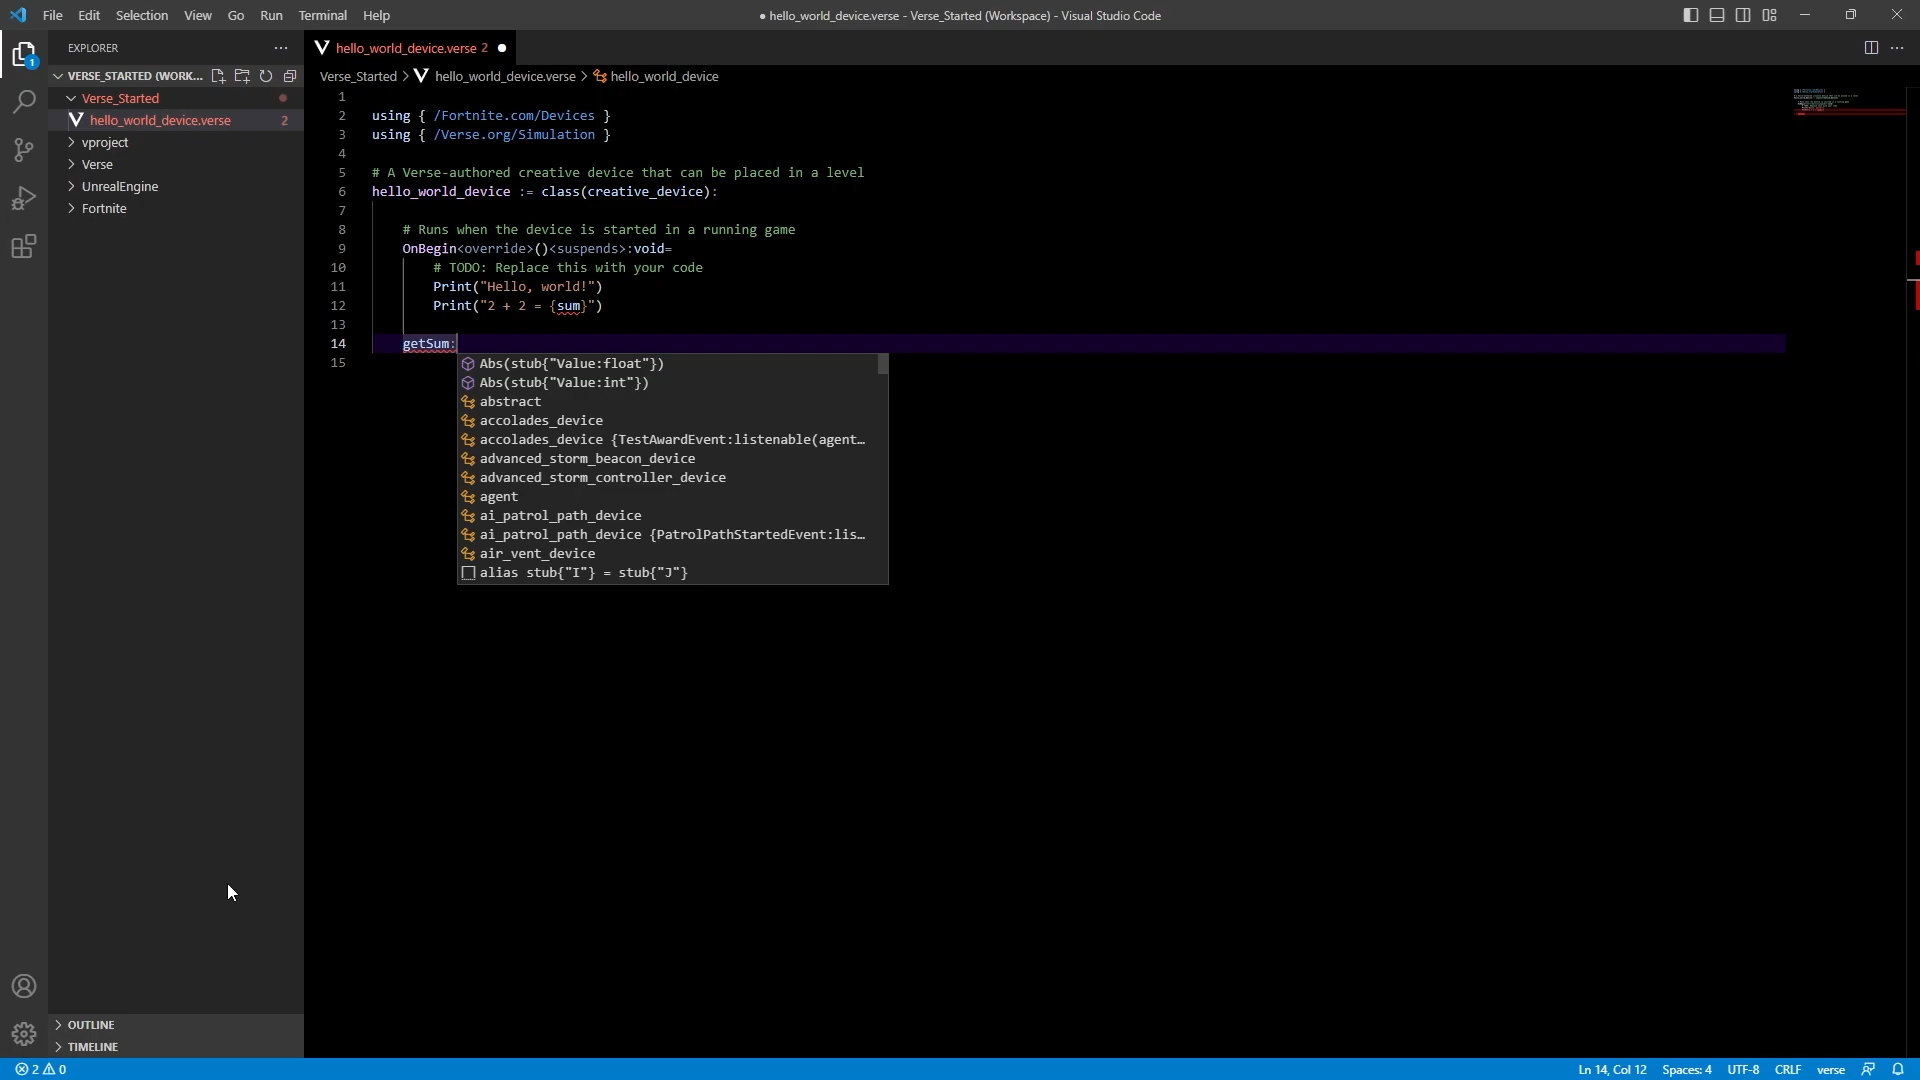 File Edit Selection View Go Run Terminal Help
● hello_world_device.verse - Verse_Started (Workspace) - Visual Studio Code
EXPLORER
hello_world_device.verse 2
VERSE_STARTED (WORK...
Verse_Started > hello_world_device.verse > hello_world_device
Verse_Started
hello_world_device.verse 2
vproject
Verse
UnrealEngine
Fortnite
1
1
2 using { /Fortnite.com/Devices }
3 using { /Verse.org/Simulation }
4
5 # A Verse-authored creative device that can be placed in a level
6 hello_world_device := class(creative_device):
7
8 # Runs when the device is started in a running game
9 OnBegin<override>()<suspends>:void=
10 # TODO: Replace this with your code
11 Print("Hello, world!")
12 Print("2 + 2 = {sum}")
13
14 getSum:
15
Abs(stub{"Value:float"})
Abs(stub{"Value:int"})
abstract
accolades_device
accolades_device {TestAwardEvent:listenable(agent…
advanced_storm_beacon_device
advanced_storm_controller_device
agent
ai_patrol_path_device
ai_patrol_path_device {PatrolPathStartedEvent:lis…
air_vent_device
alias stub{"I"} = stub{"J"}
OUTLINE
TIMELINE
2 0
Ln 14, Col 12 Spaces: 4 UTF-8 CRLF verse